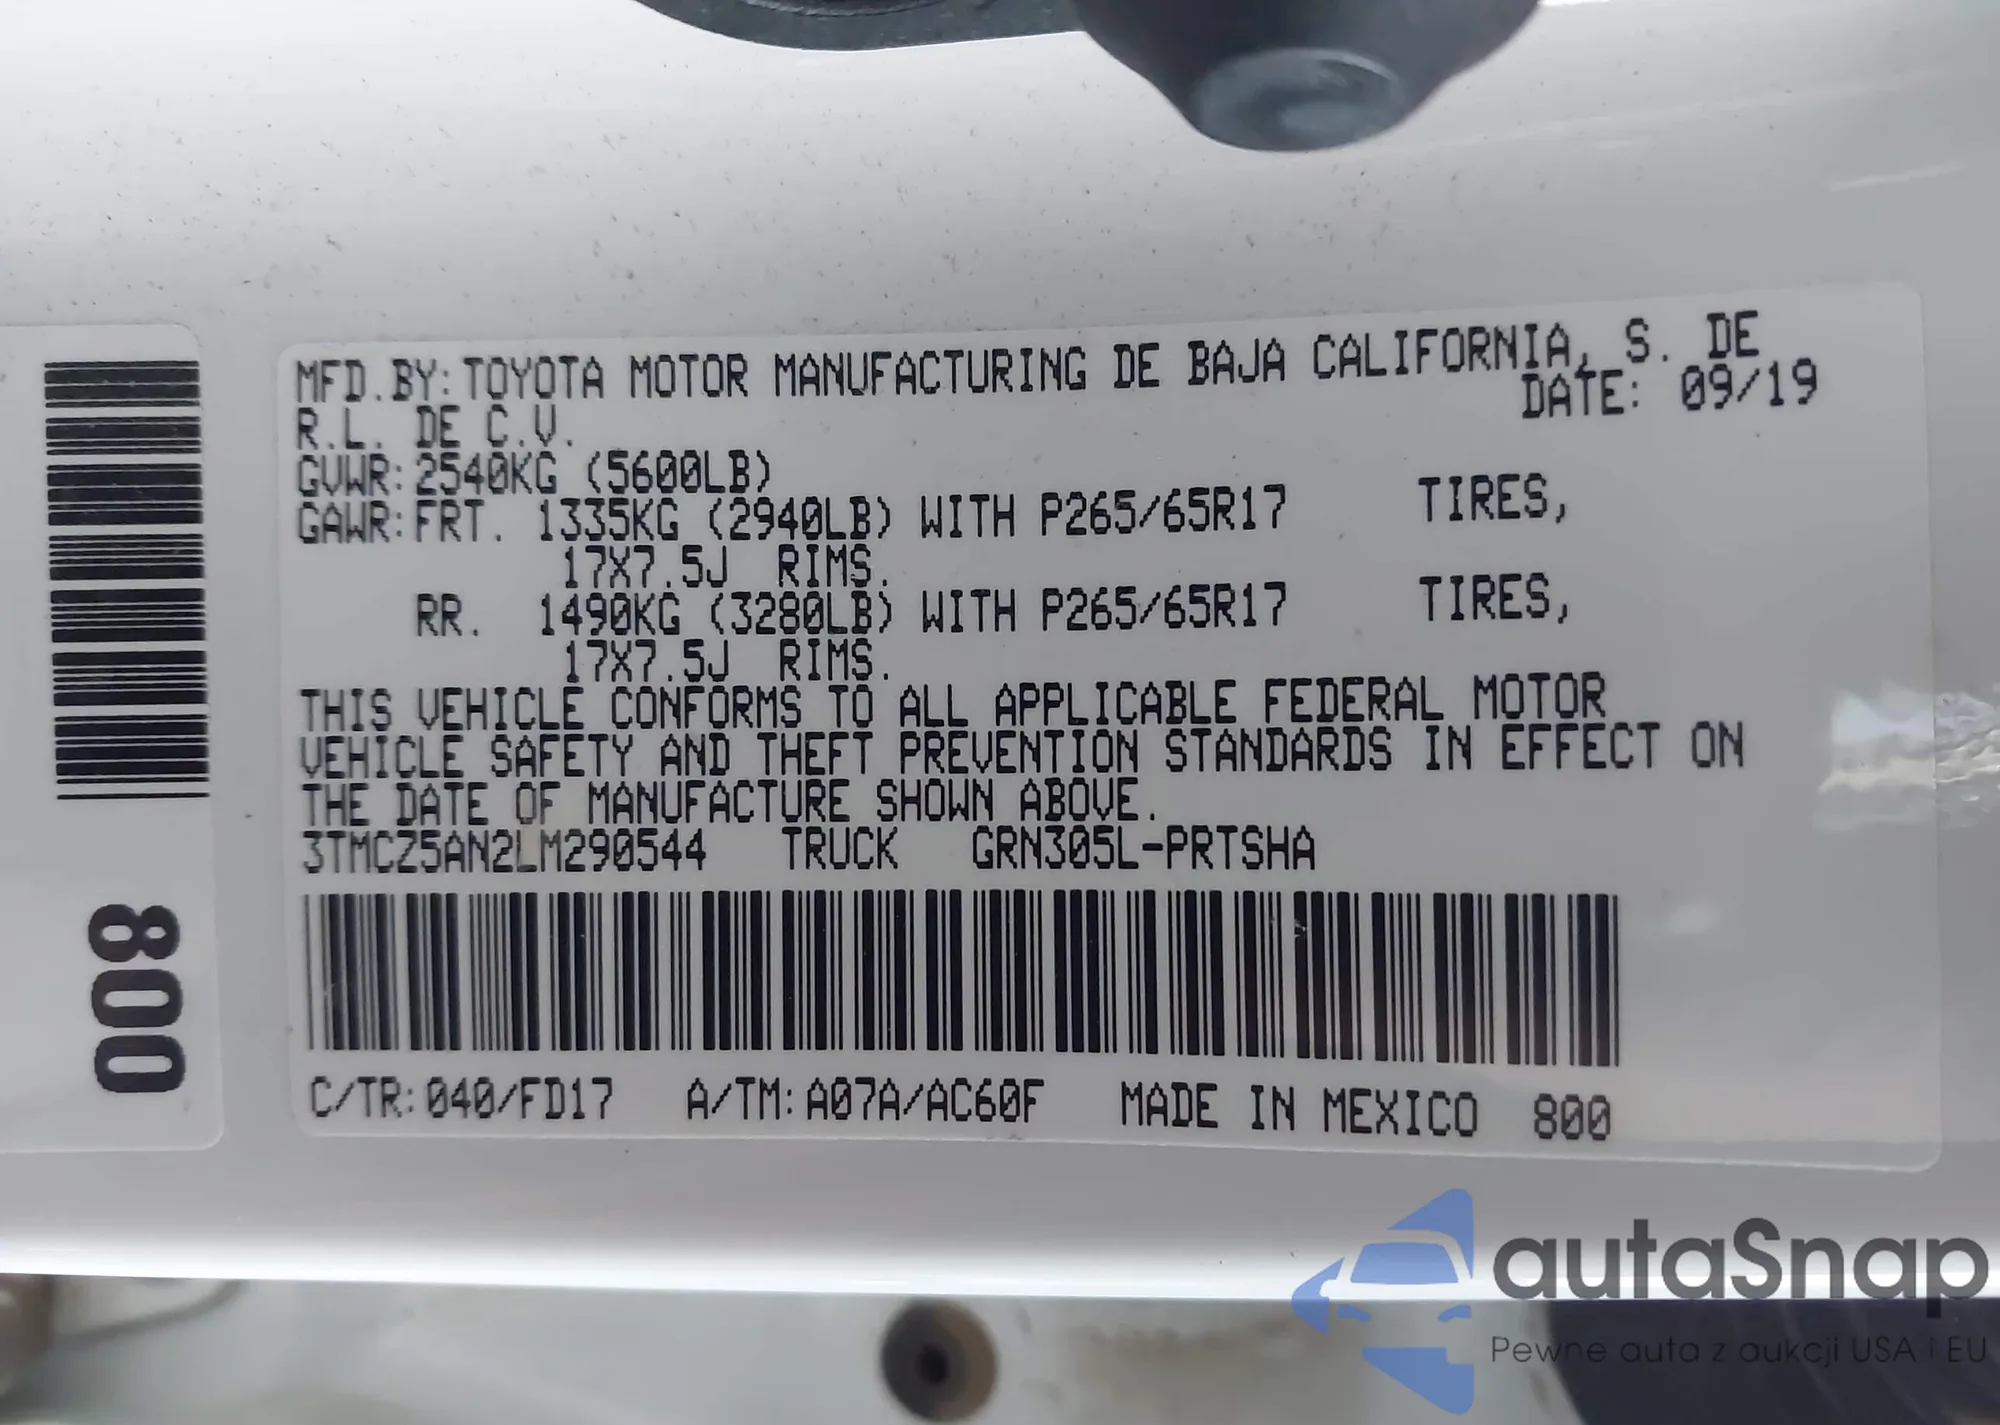 MFD.BY:TOYOTA MOTOR MANUFACTURING DE BAJA CALIFORNIA, S. DE
R.L. DE C.V. DATE: 09/19
GVWR:2540KG (5600LB)
GAWR:FRT. 1335KG (2940LB) WITH P265/65R17 TIRES,
17X7.5J RIMS.
RR. 1490KG (3280LB) WITH P265/65R17 TIRES,
17X7.5J RIMS.
THIS VEHICLE CONFORMS TO ALL APPLICABLE FEDERAL MOTOR
VEHICLE SAFETY AND THEFT PREVENTION STANDARDS IN EFFECT ON
THE DATE OF MANUFACTURE SHOWN ABOVE.
3TMCZ5AN2LM290544 TRUCK GRN305L-PRTSHA
C/TR:040/FD17 A/TM:A07A/AC60F MADE IN MEXICO 800
800
autaSnap
Pewne auta z aukcji USA i EU